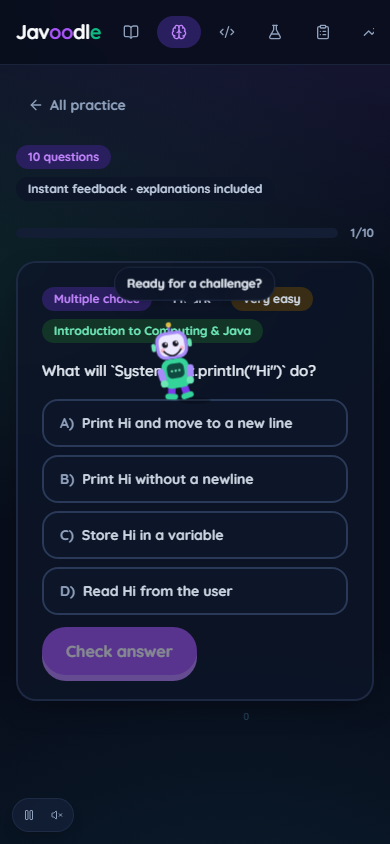 Javoodle
All practice
10 questions
Instant feedback · explanations included
1/10
Ready for a challenge?
Multiple choice
Very easy
Introduction to Computing & Java
What will `System .println("Hi")` do?
A) Print Hi and move to a new line
B) Print Hi without a newline
C) Store Hi in a variable
D) Read Hi from the user
Check answer
0